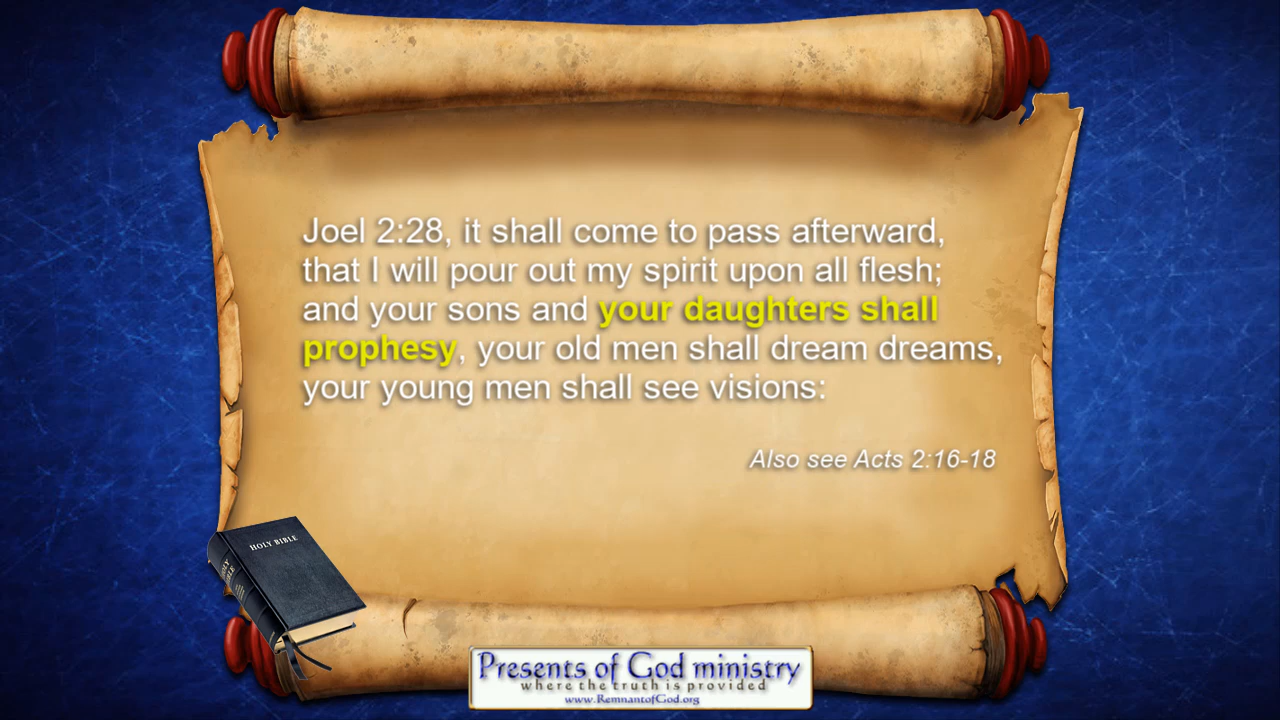 Joel 2:28, it shall come to pass afterward,
that I will pour out my spirit upon all flesh;
and your sons and your daughters shall
prophesy, your old men shall dream dreams,
your young men shall see visions:
Also see Acts 2:16-18
HOLY BIBLE
HOLY BIBLE
Presents of God ministry
where the truth is provided
www.RemnantofGod.org